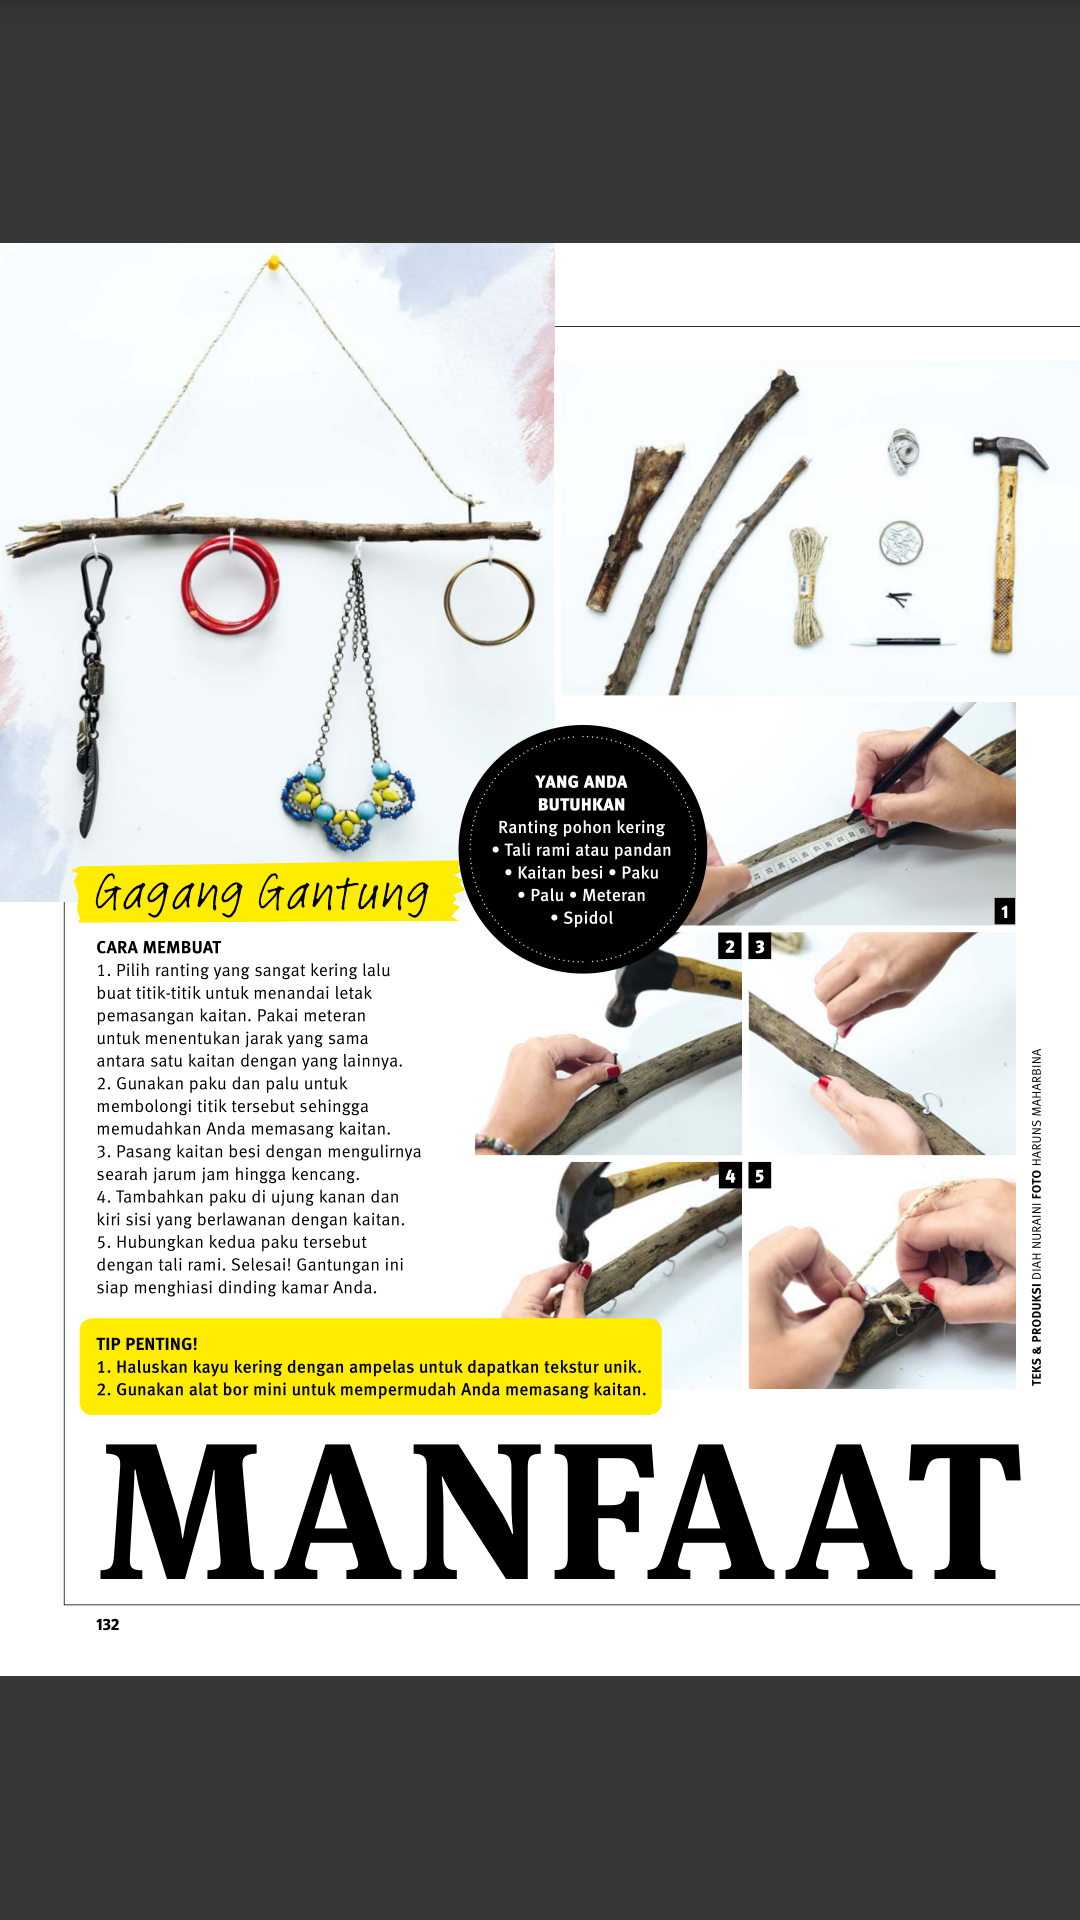 YANG ANDA
BUTUHKAN
Ranting pohon kering
• Tali rami atau pandan
• Kaitan besi • Paku
• Palu • Meteran
• Spidol
Gagang Gantung
CARA MEMBUAT
1. Pilih ranting yang sangat kering lalu
buat titik-titik untuk menandai letak
pemasangan kaitan. Pakai meteran
untuk menentukan jarak yang sama
antara satu kaitan dengan yang lainnya.
2. Gunakan paku dan palu untuk
membolongi titik tersebut sehingga
memudahkan Anda memasang kaitan.
3. Pasang kaitan besi dengan mengulirnya
searah jarum jam hingga kencang.
4. Tambahkan paku di ujung kanan dan
kiri sisi yang berlawanan dengan kaitan.
5. Hubungkan kedua paku tersebut
dengan tali rami. Selesai! Gantungan ini
siap menghiasi dinding kamar Anda.
1
2 3
4 5
TEKS & PRODUKSI DIAH NURAINI FOTO HARUNS MAHARBINA
TIP PENTING!
1. Haluskan kayu kering dengan ampelas untuk dapatkan tekstur unik.
2. Gunakan alat bor mini untuk mempermudah Anda memasang kaitan.
MANFAAT
132